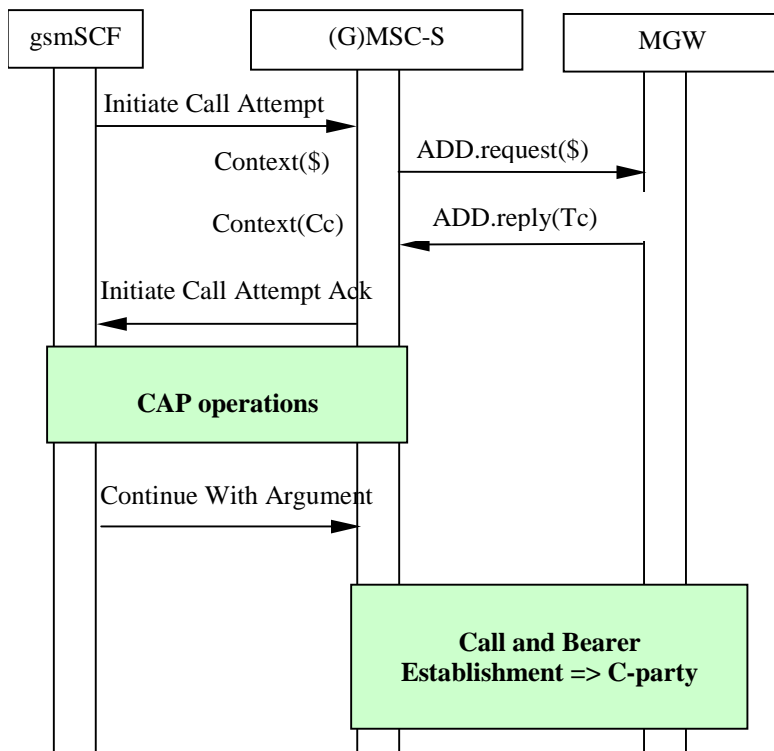 gsmSCF
(G)MSC-S
MGW
Initiate Call Attempt
Context($)
ADD.request($)
Context(Cc)
ADD.reply(Tc)
Initiate Call Attempt Ack
CAP operations
Continue With Argument
Call and Bearer
Establishment => C-party